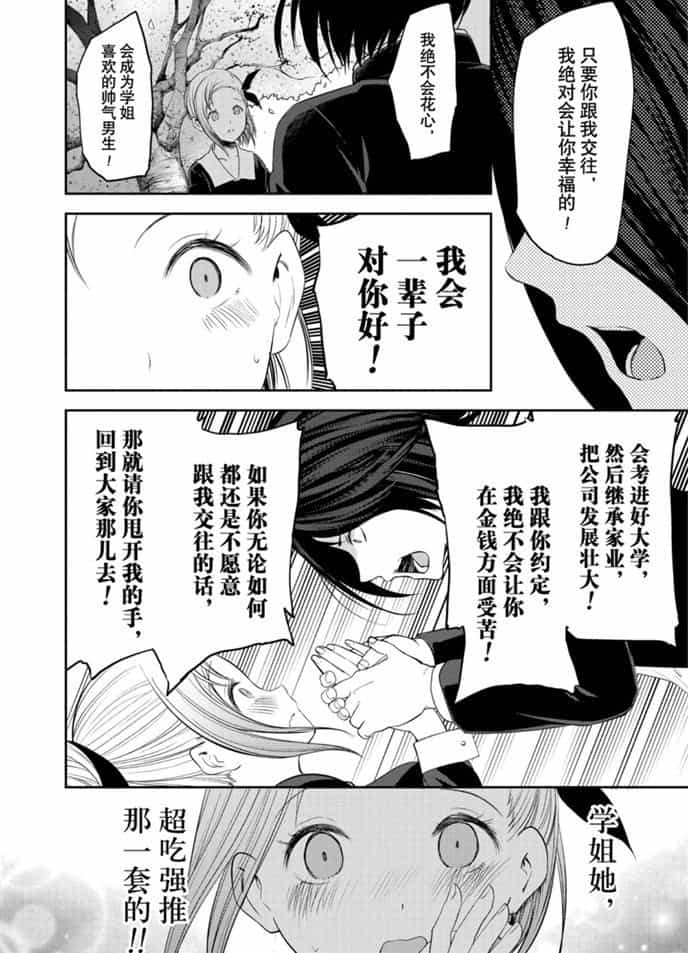 只要你跟我交往，
我绝对会让你幸福的！
我绝不会花心，
会成为学姐
喜欢的帅气男生！
我会
一辈子
对你好！
会考进好大学，
然后继承家业，
把公司发展壮大！
我跟你约定，
我绝不会让你
在金钱方面受苦！
如果你无论如何
都还是不愿意
跟我交往的话，
那就请你甩开我的手，
回到大家那儿去！
学姐她，
超吃强推
那一套的！！